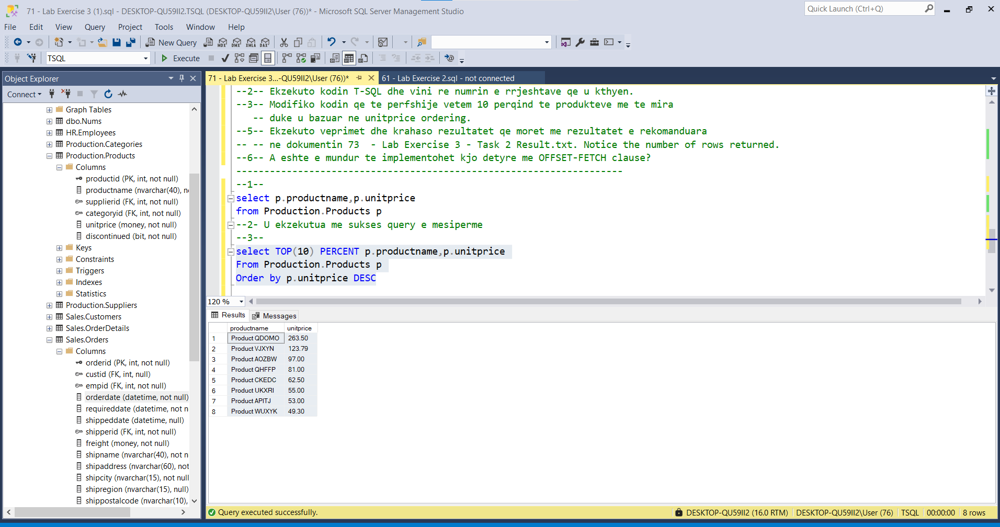 71 - Lab Exercise 3 (1).sql - DESKTOP-QU59II2.TSQL (DESKTOP-QU59II2\User (76))* - Microsoft SQL Server Management Studio
Quick Launch (Ctrl+Q)
File Edit View Query Project Tools Window Help
New Query MDX DMX XMLA DAX
TSQL Execute
Object Explorer
Connect
Graph Tables
dbo.Nums
HR.Employees
Production.Categories
Production.Products
Columns
productid (PK, int, not null)
productname (nvarchar(40), n
supplierid (FK, int, not null)
categoryid (FK, int, not null)
unitprice (money, not null)
discontinued (bit, not null)
Keys
Constraints
Triggers
Indexes
Statistics
Production.Suppliers
Sales.Customers
Sales.OrderDetails
Sales.Orders
Columns
orderid (PK, int, not null)
custid (FK, int, null)
empid (FK, int, not null)
orderdate (datetime, not null)
requireddate (datetime, not n
shippeddate (datetime, null)
shipperid (FK, int, not null)
freight (money, not null)
shipname (nvarchar(40), not n
shipaddress (nvarchar(60), not
shipcity (nvarchar(15), not null
shipregion (nvarchar(15), null)
shippostalcode (nvarchar(10),
71 - Lab Exercise 3...-QU59II2\User (76))* 61 - Lab Exercise 2.sql - not connected
--2-- Ekzekuto kodin T-SQL dhe vini re numrin e rrjeshtave qe u kthyen.
--3-- Modifiko kodin qe te perfshije vetem 10 perqind te produkteve me te mira
-- duke u bazuar ne unitprice ordering.
--5-- Ekzekuto veprimet dhe krahaso rezultatet qe moret me rezultatet e rekomanduara
-- -- ne dokumentin 73 - Lab Exercise 3 - Task 2 Result.txt. Notice the number of rows returned.
--6-- A eshte e mundur te implementohet kjo detyre me OFFSET-FETCH clause?
---------------------------------------------------------------------
--1--
select p.productname,p.unitprice
from Production.Products p
--2- U ekzekutua me sukses query e mesiperme
--3--
select TOP(10) PERCENT p.productname,p.unitprice
From Production.Products p
Order by p.unitprice DESC
120 %
Results Messages
productname unitprice
1 Product QDOMO 263.50
2 Product VJXYN 123.79
3 Product AOZBW 97.00
4 Product QHFFP 81.00
5 Product CKEDC 62.50
6 Product UKXRI 55.00
7 Product APITJ 53.00
8 Product WUXYK 49.30
Query executed successfully. DESKTOP-QU59II2 (16.0 RTM) DESKTOP-QU59II2\User (76) TSQL 00:00:00 8 rows